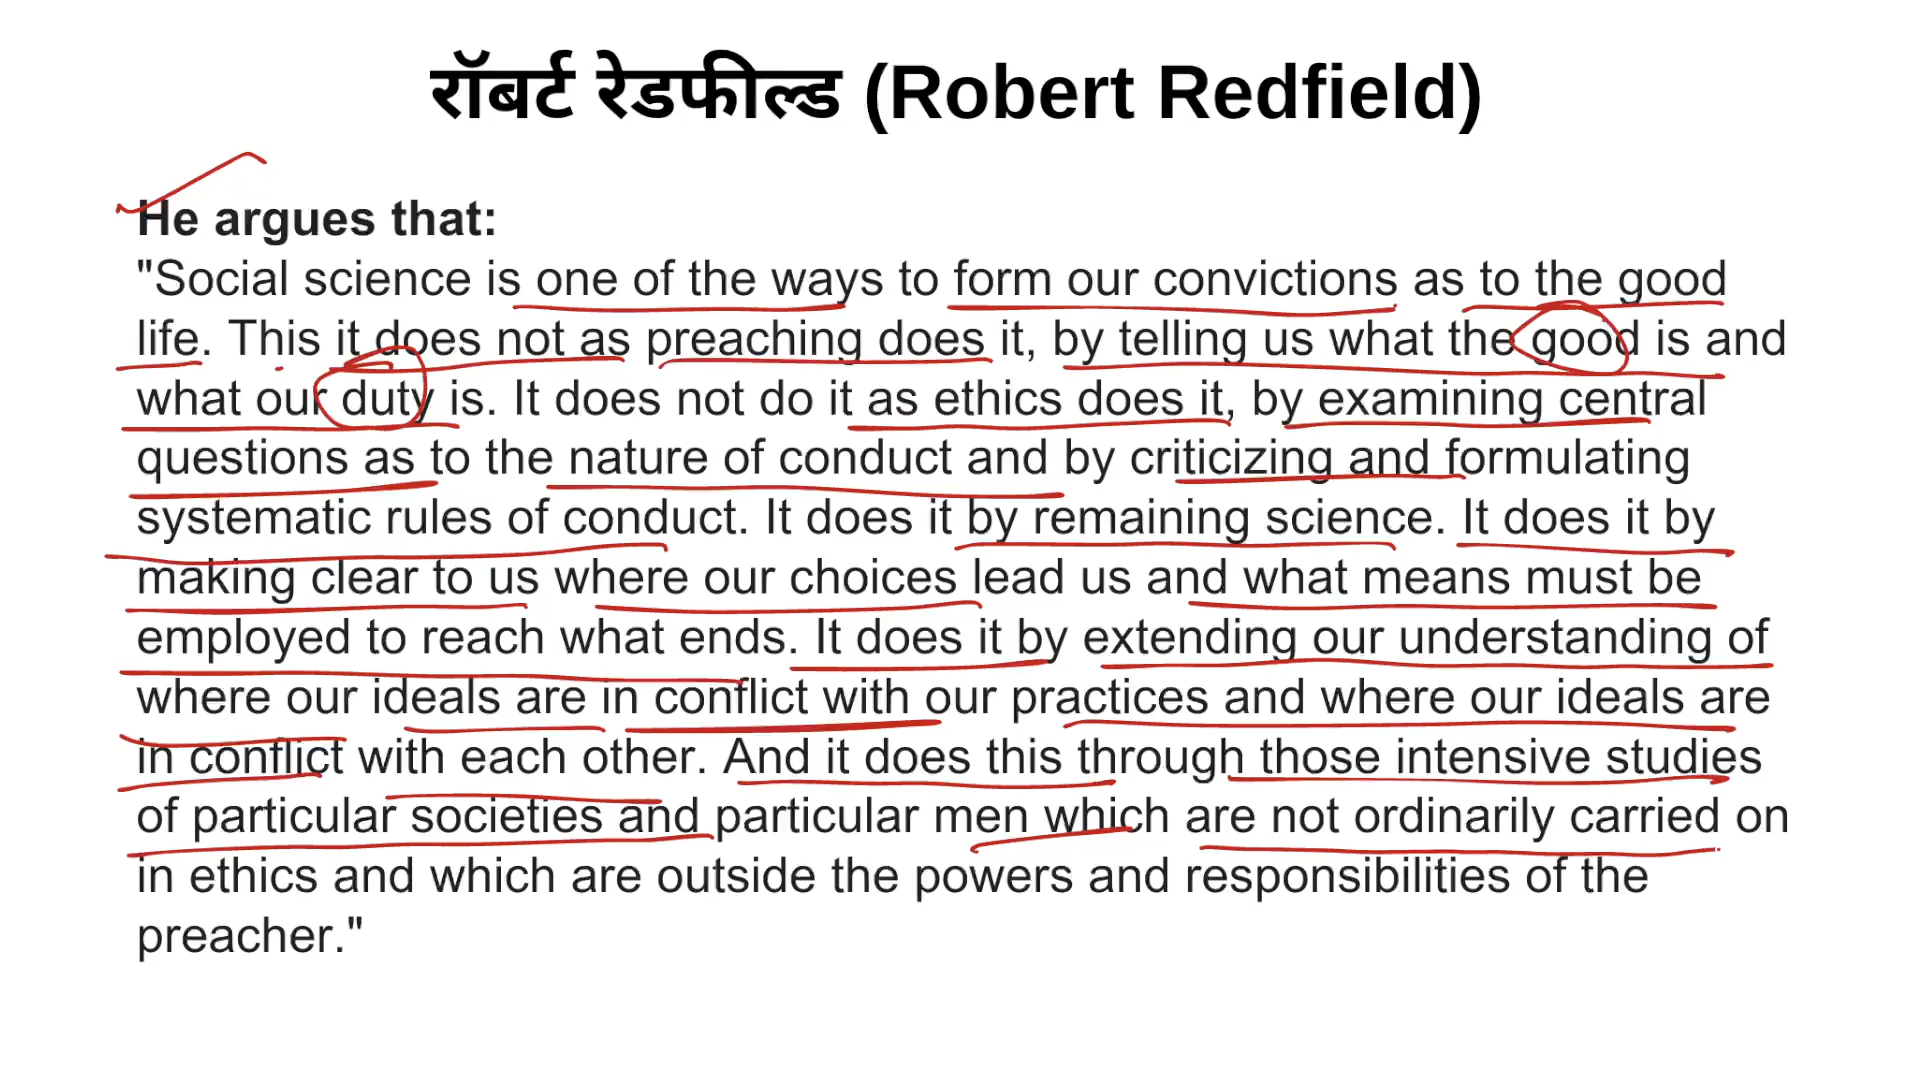 रॉबर्ट रेडफील्ड (Robert Redfield)
He argues that:
"Social science is one of the ways to form our convictions as to the good
life. This it does not as preaching does it, by telling us what the good is and
what our duty is. It does not do it as ethics does it, by examining central
questions as to the nature of conduct and by criticizing and formulating
systematic rules of conduct. It does it by remaining science. It does it by
making clear to us where our choices lead us and what means must be
employed to reach what ends. It does it by extending our understanding of
where our ideals are in conflict with our practices and where our ideals are
in conflict with each other. And it does this through those intensive studies
of particular societies and particular men which are not ordinarily carried on
in ethics and which are outside the powers and responsibilities of the
preacher."